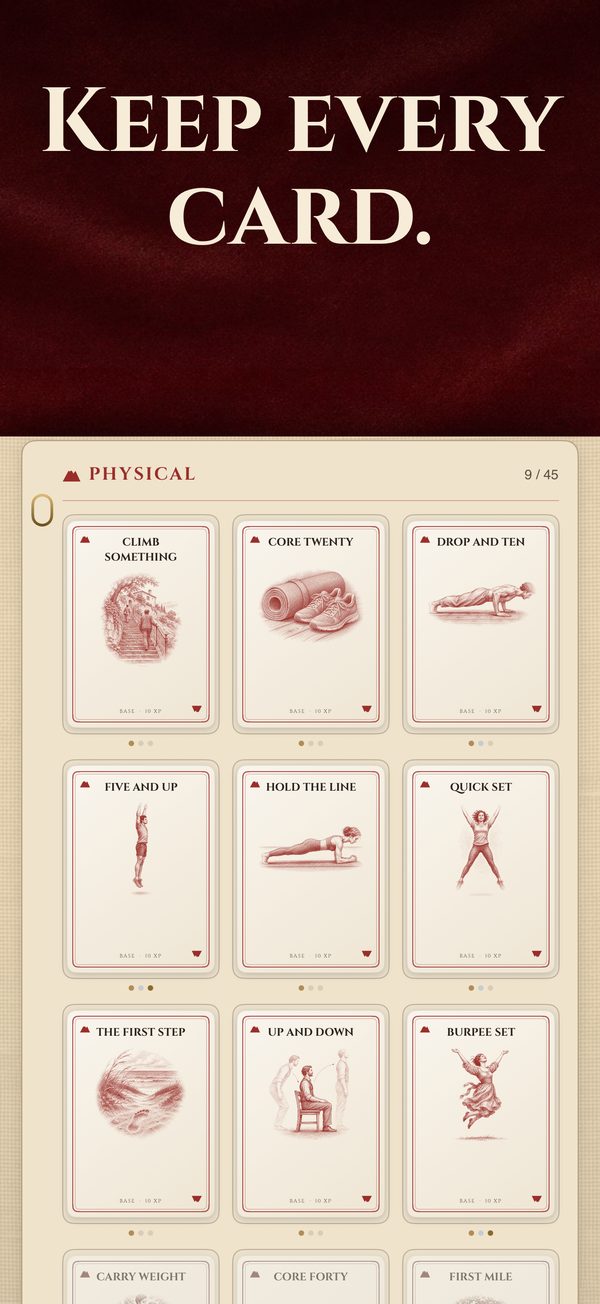 KEEP EVERY
CARD.
PHYSICAL
9 / 45
CLIMB
SOMETHING
CORE TWENTY
DROP AND TEN
BASE · 10 XP
BASE · 10 XP
BASE · 10 XP
FIVE AND UP
HOLD THE LINE
QUICK SET
BASE · 10 XP
BASE · 10 XP
BASE · 10 XP
THE FIRST STEP
UP AND DOWN
BURPEE SET
BASE · 10 XP
BASE · 10 XP
BASE · 10 XP
CARRY WEIGHT
CORE FORTY
FIRST MILE